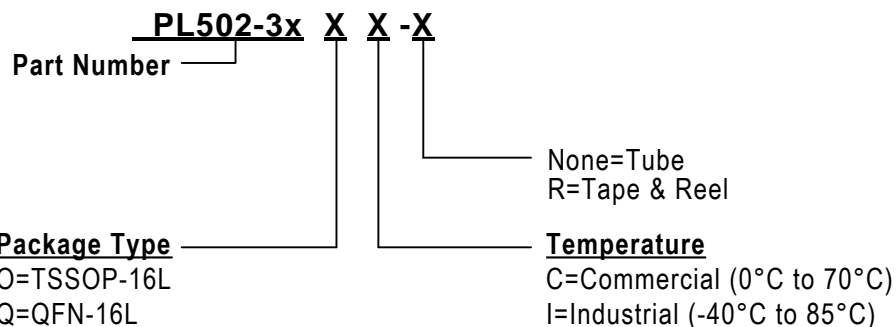 PL502-3x X X -X
Part Number
None=Tube
R=Tape & Reel
Package Type
O=TSSOP-16L
Q=QFN-16L
Temperature
C=Commercial (0°C to 70°C)
I=Industrial (-40°C to 85°C)